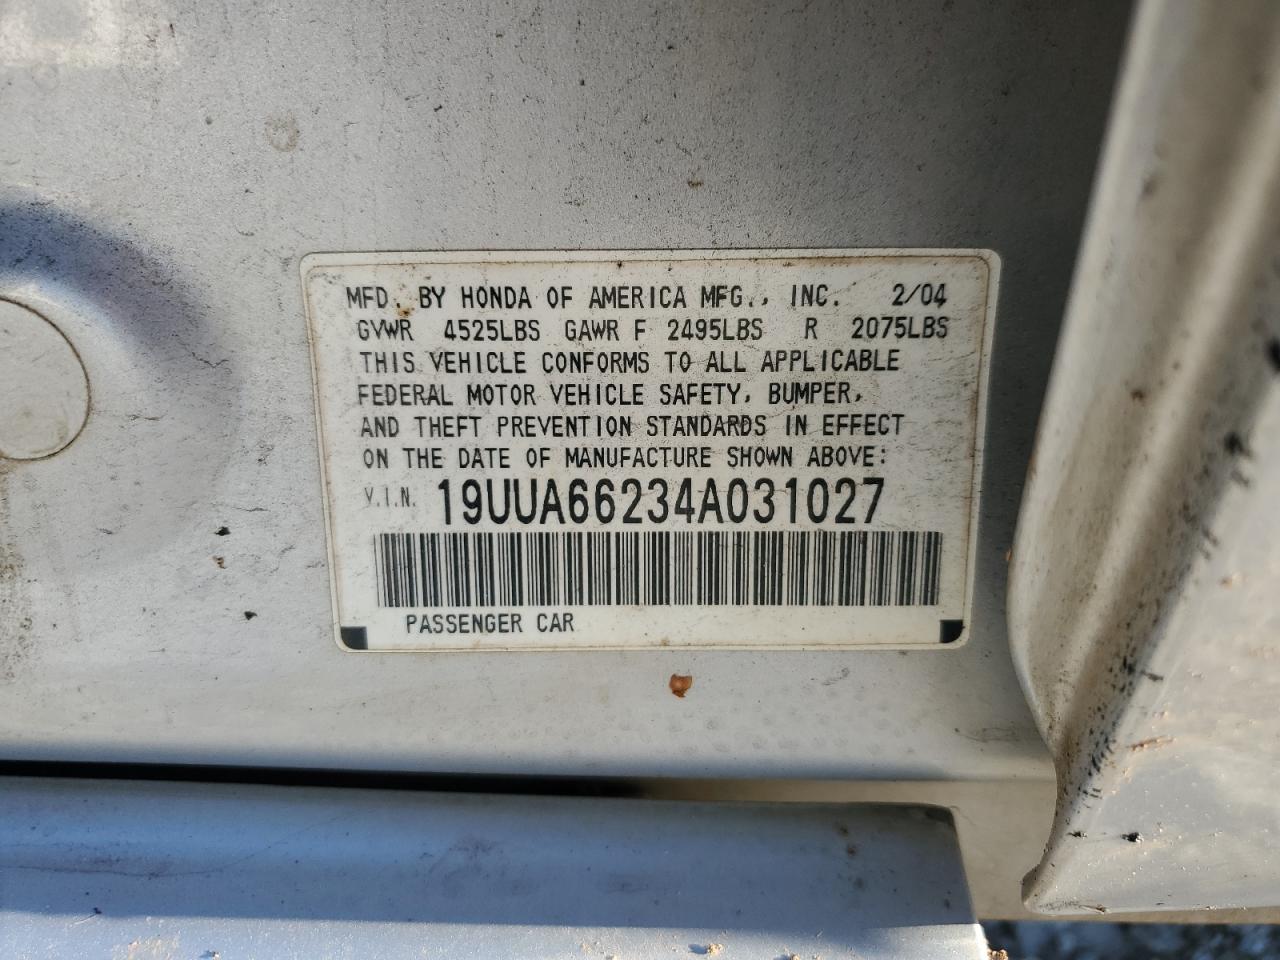 MFD. BY HONDA OF AMERICA MFG., INC. 2/04
GVWR 4525LBS GAWR F 2495LBS R 2075LBS
THIS VEHICLE CONFORMS TO ALL APPLICABLE
FEDERAL MOTOR VEHICLE SAFETY, BUMPER,
AND THEFT PREVENTION STANDARDS IN EFFECT
ON THE DATE OF MANUFACTURE SHOWN ABOVE:
V.I.N. 19UUA66234A031027
PASSENGER CAR